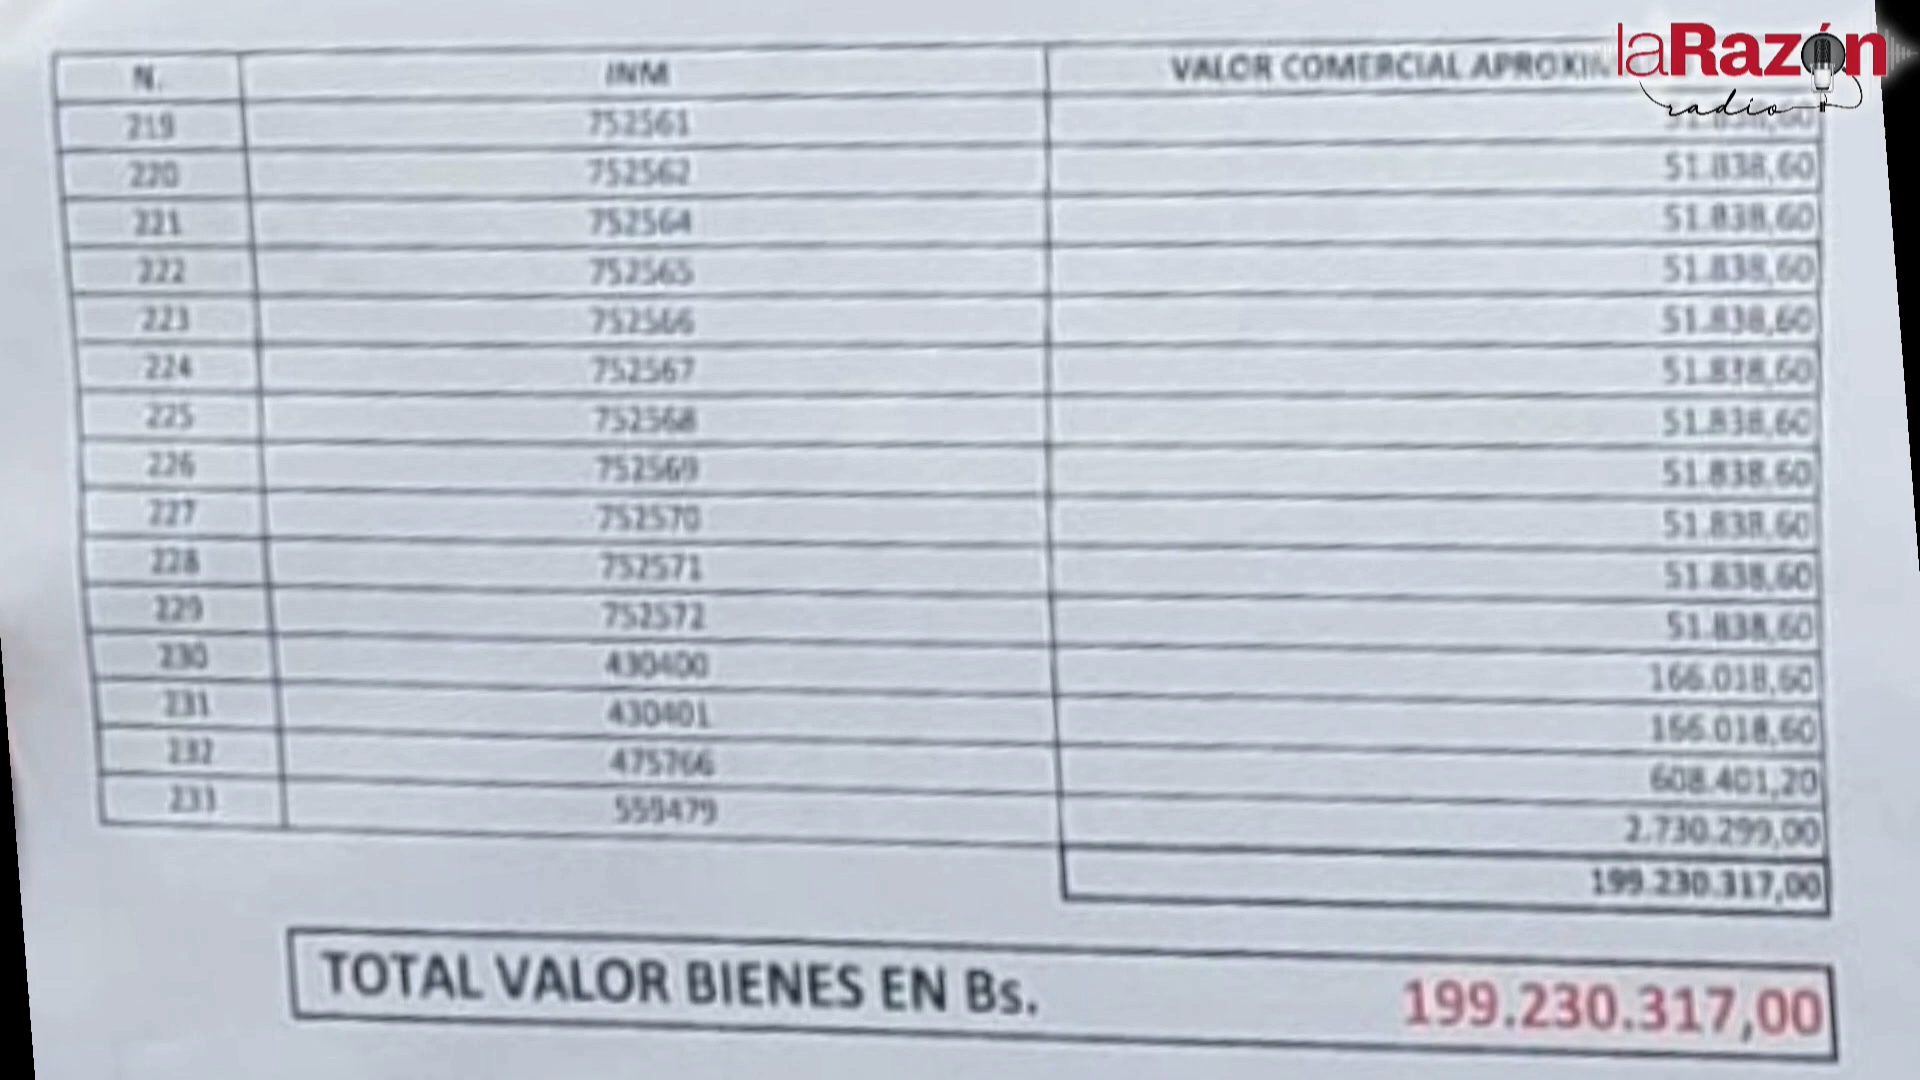 laRazón
radio
N. INM VALOR COMERCIAL
219 752561 51.838,60
220 752562 51.838,60
221 752564 51.838,60
222 752565 51.838,60
223 752566 51.838,60
224 752567 51.838,60
225 752568 51.838,60
226 752569 51.838,60
227 752570 51.838,60
228 752571 51.838,60
229 752572 51.838,60
230 430400 166.018,60
231 430401 166.018,60
232 475766 608.401,20
233 559479 2.730.299,00
199.230.317,00
TOTAL VALOR BIENES EN Bs. 199.230.317,00